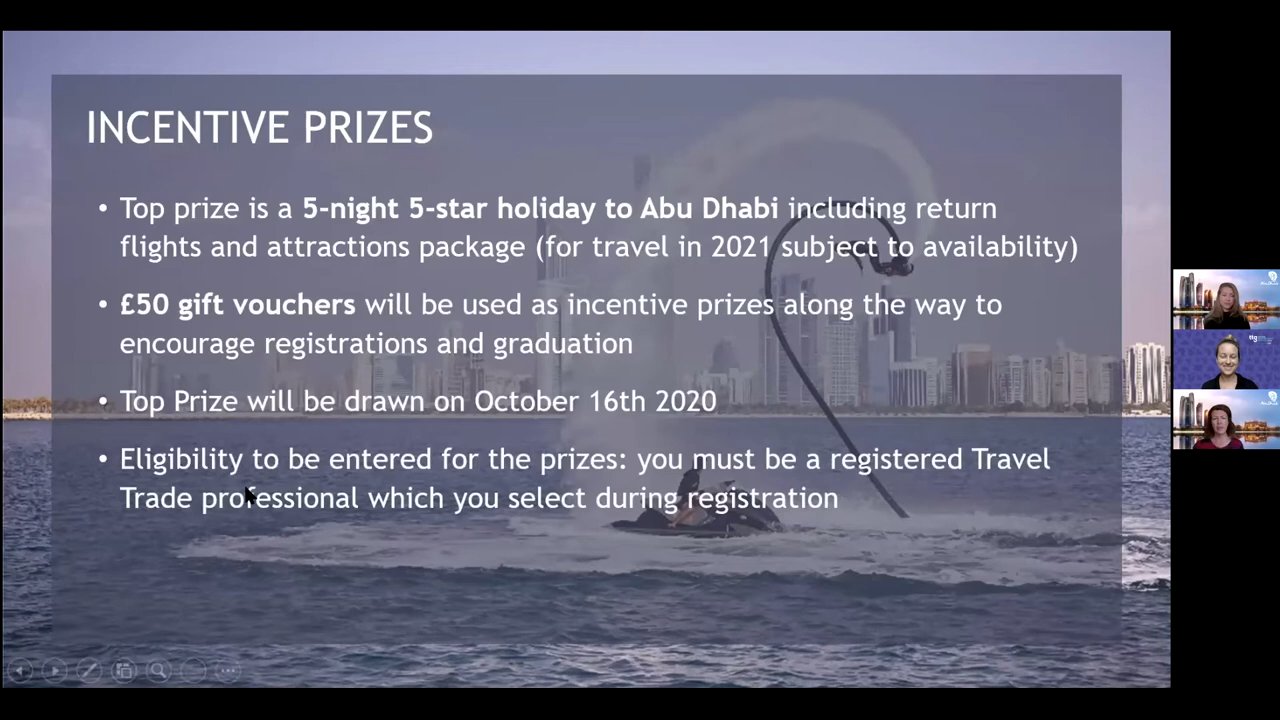 INCENTIVE PRIZES
• Top prize is a 5-night 5-star holiday to Abu Dhabi including return
flights and attractions package (for travel in 2021 subject to availability)
• £50 gift vouchers will be used as incentive prizes along the way to
encourage registrations and graduation
• Top Prize will be drawn on October 16th 2020
• Eligibility to be entered for the prizes: you must be a registered Travel
Trade professional which you select during registration
ttg